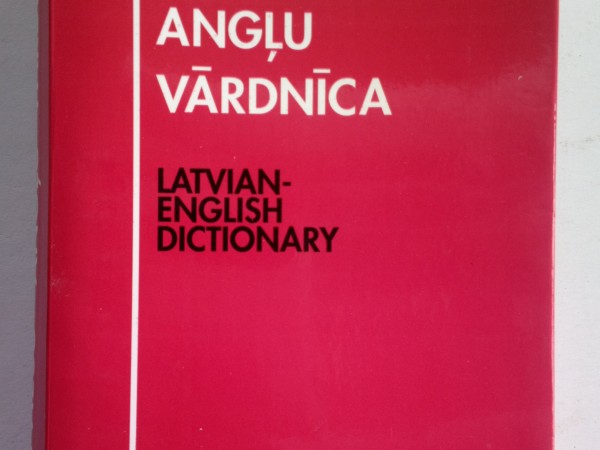 ANGĻU
VĀRDNĪCA
LATVIAN-
ENGLISH
DICTIONARY